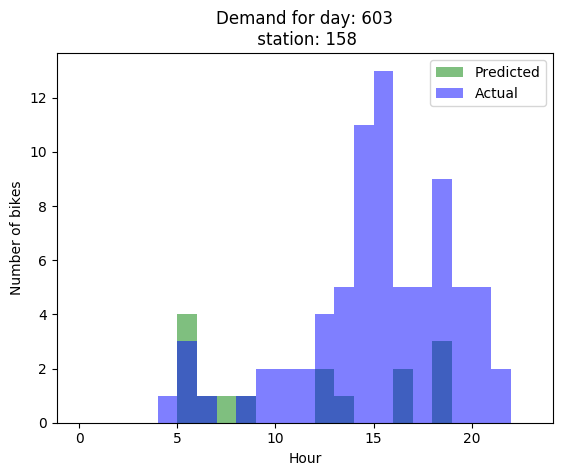 Demand for day: 603
station: 158
Predicted
Actual
Number of bikes
12
10
8
6
4
2
0
0
5
10
15
20
Hour